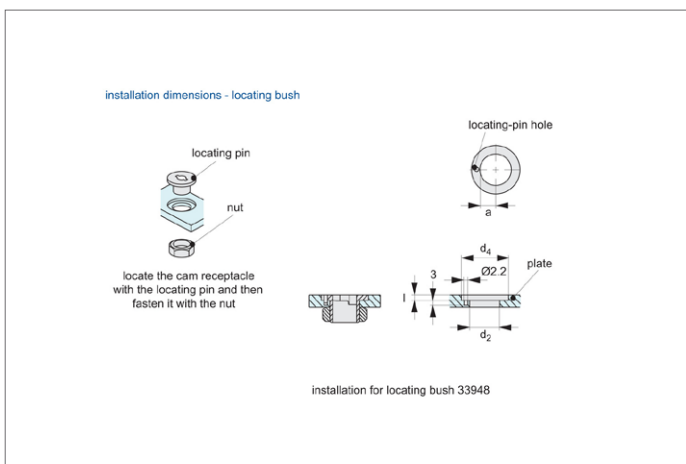 installation dimensions - locating bush
locating-pin hole
locating pin
nut
a
locate the cam receptacle
with the locating pin and then
fasten it with the nut
d4
3
Ø2.2
plate
l
d2
installation for locating bush 33948